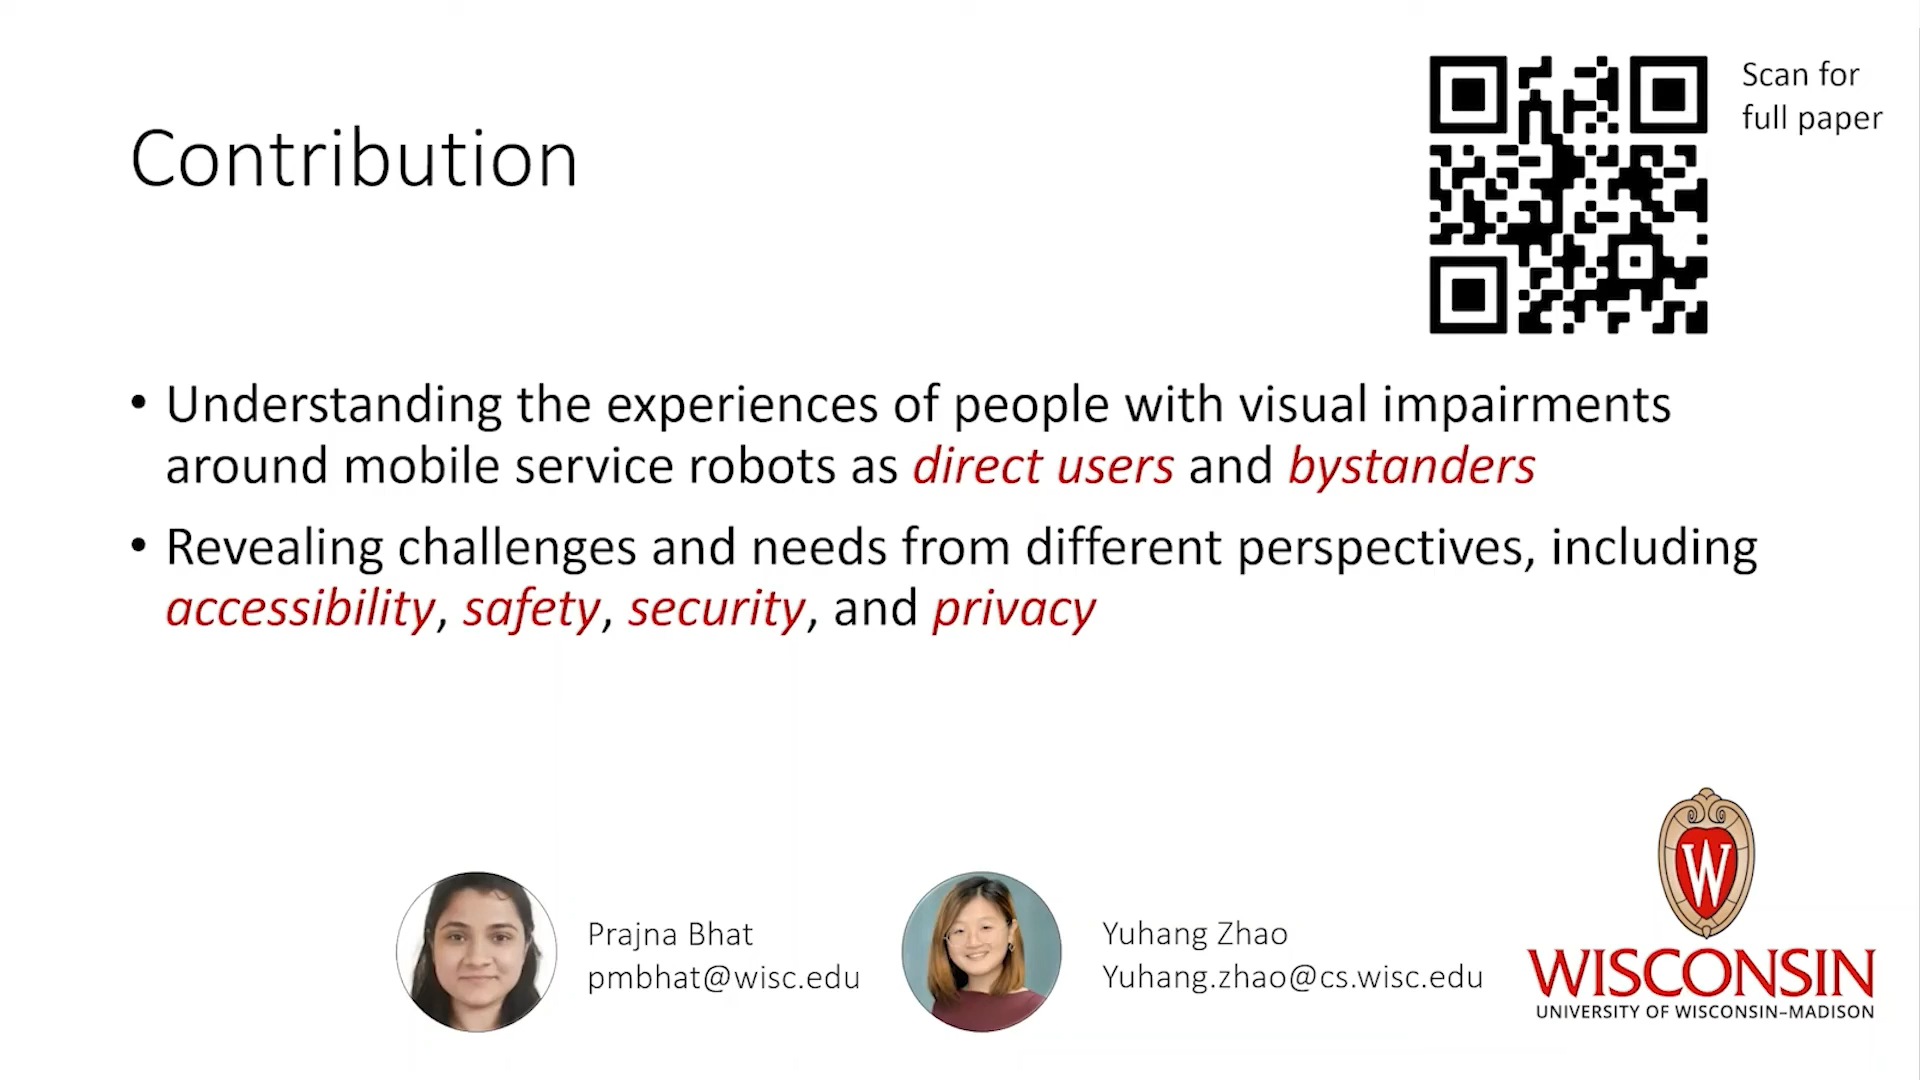 Scan for
full paper
Contribution
• Understanding the experiences of people with visual impairments
around mobile service robots as direct users and bystanders
• Revealing challenges and needs from different perspectives, including
accessibility, safety, security, and privacy
Prajna Bhat
pmbhat@wisc.edu
Yuhang Zhao
Yuhang.zhao@cs.wisc.edu
W
WISCONSIN
UNIVERSITY OF WISCONSIN–MADISON